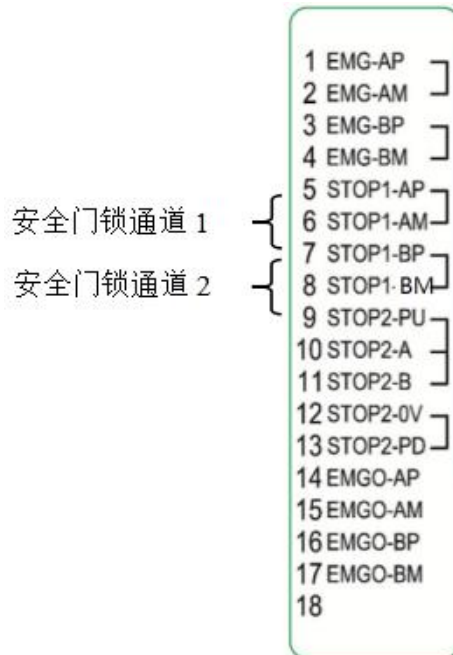 1 EMG-AP
2 EMG-AM
3 EMG-BP
4 EMG-BM
5 STOP1-AP
安全门锁通道 1
6 STOP1-AM
7 STOP1-BP
安全门锁通道 2
8 STOP1-BM
9 STOP2-PU
10 STOP2-A
11 STOP2-B
12 STOP2-0V
13 STOP2-PD
14 EMGO-AP
15 EMGO-AM
16 EMGO-BP
17 EMGO-BM
18